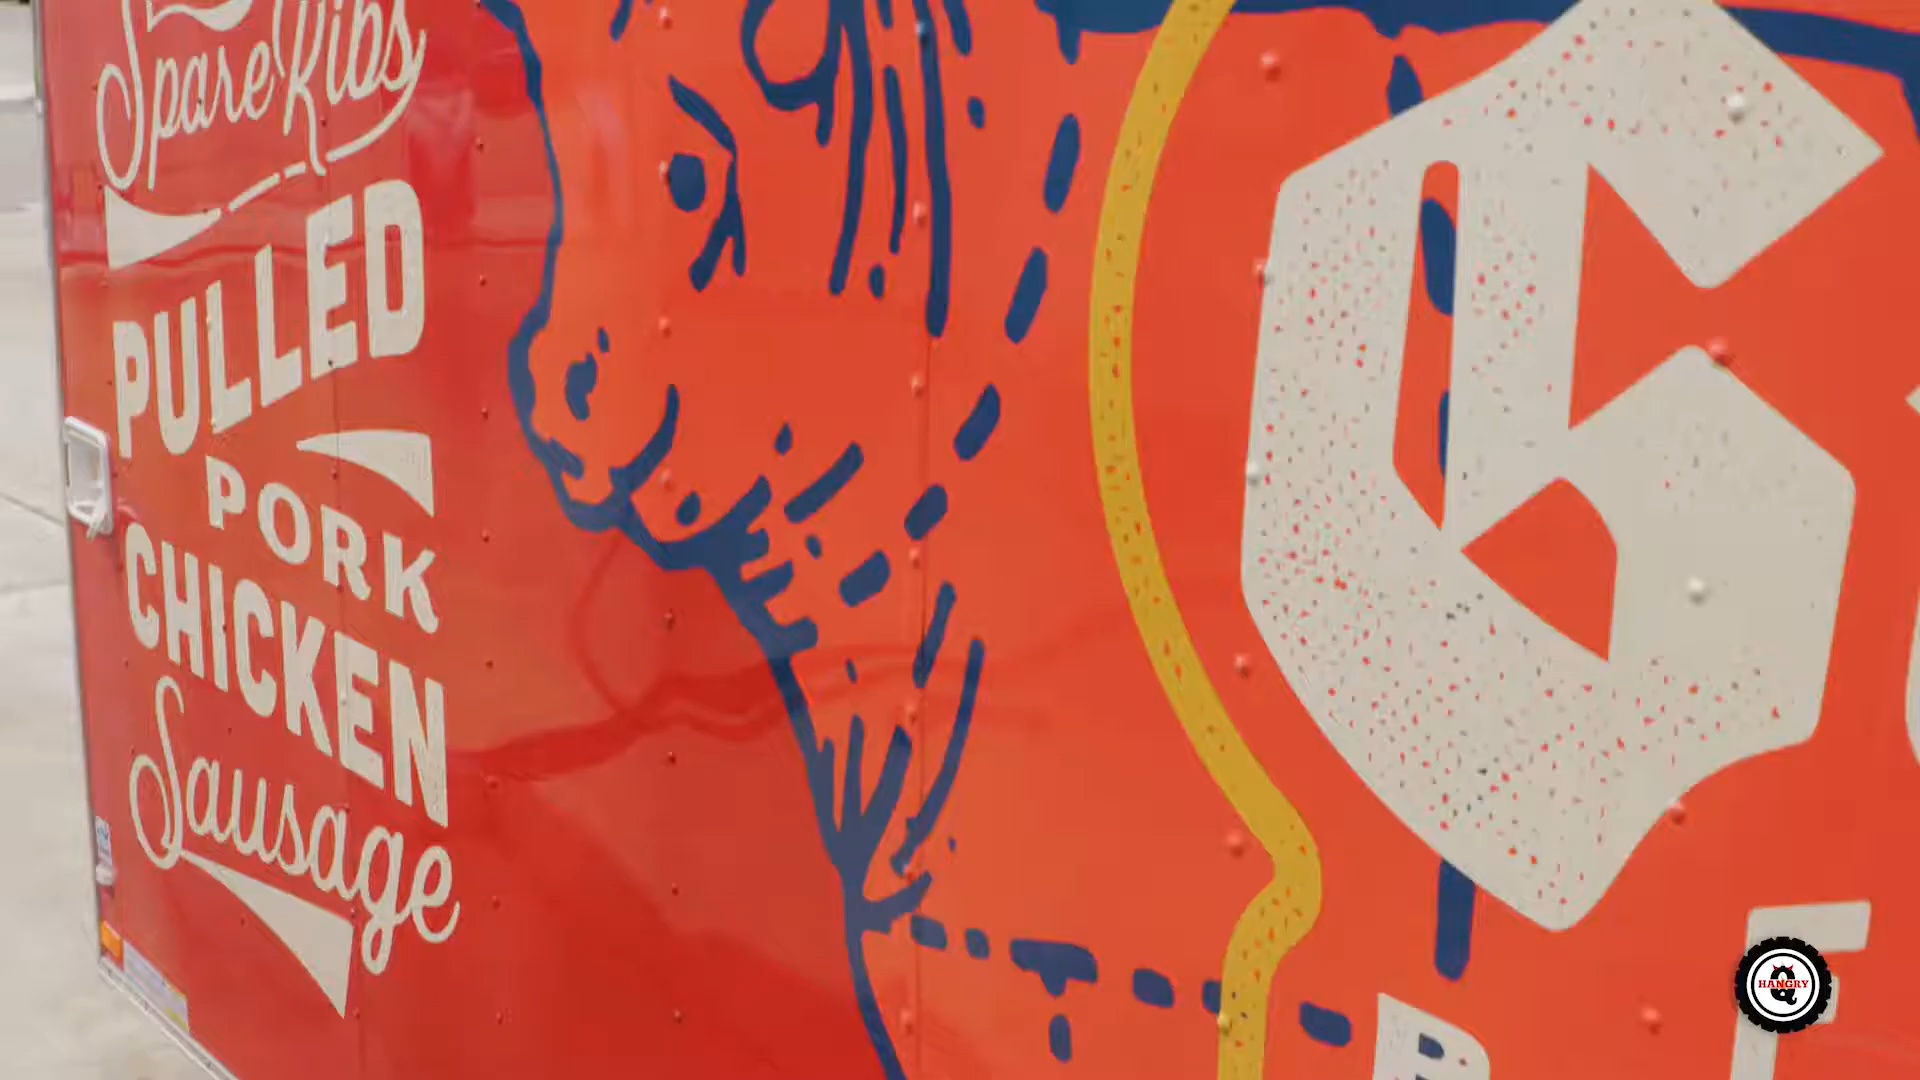 Spare Ribs
PULLED
PORK
CHICKEN
Sausage
HANGRY
Q